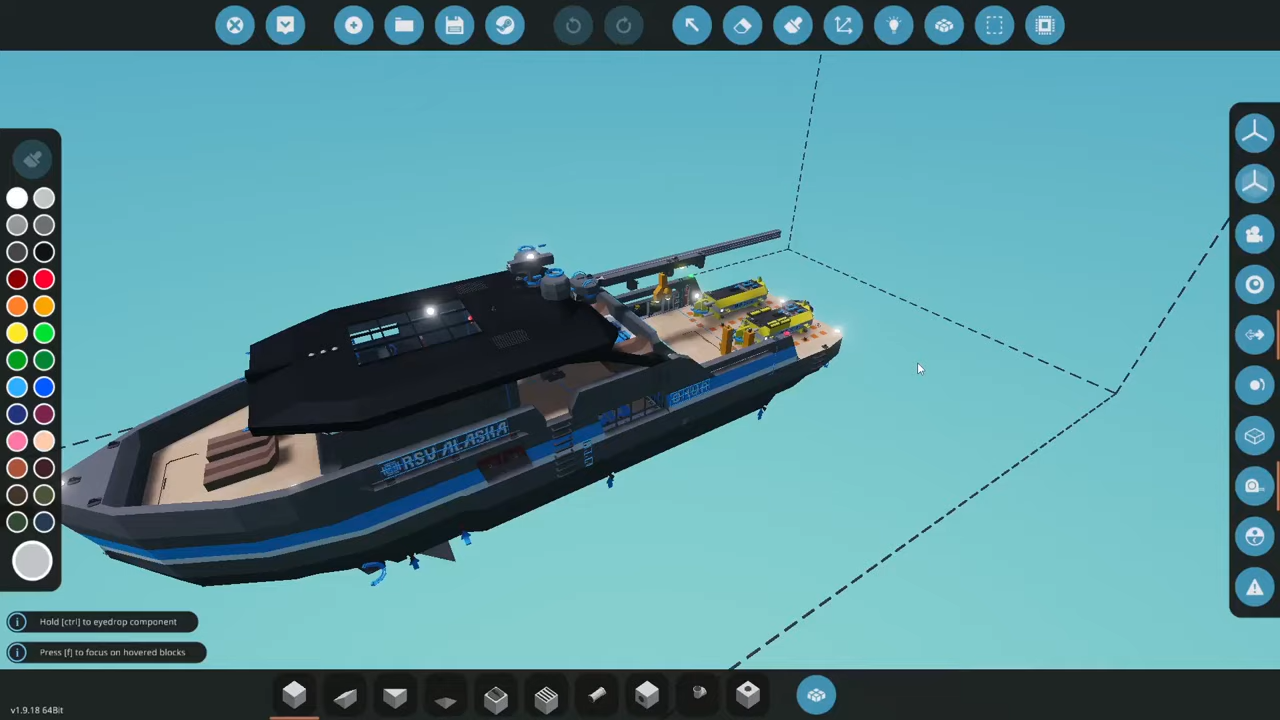 RSV ALASKA
Hold [ctrl] to eyedrop component
Press [f] to focus on hovered blocks
v1.9.18 64Bit